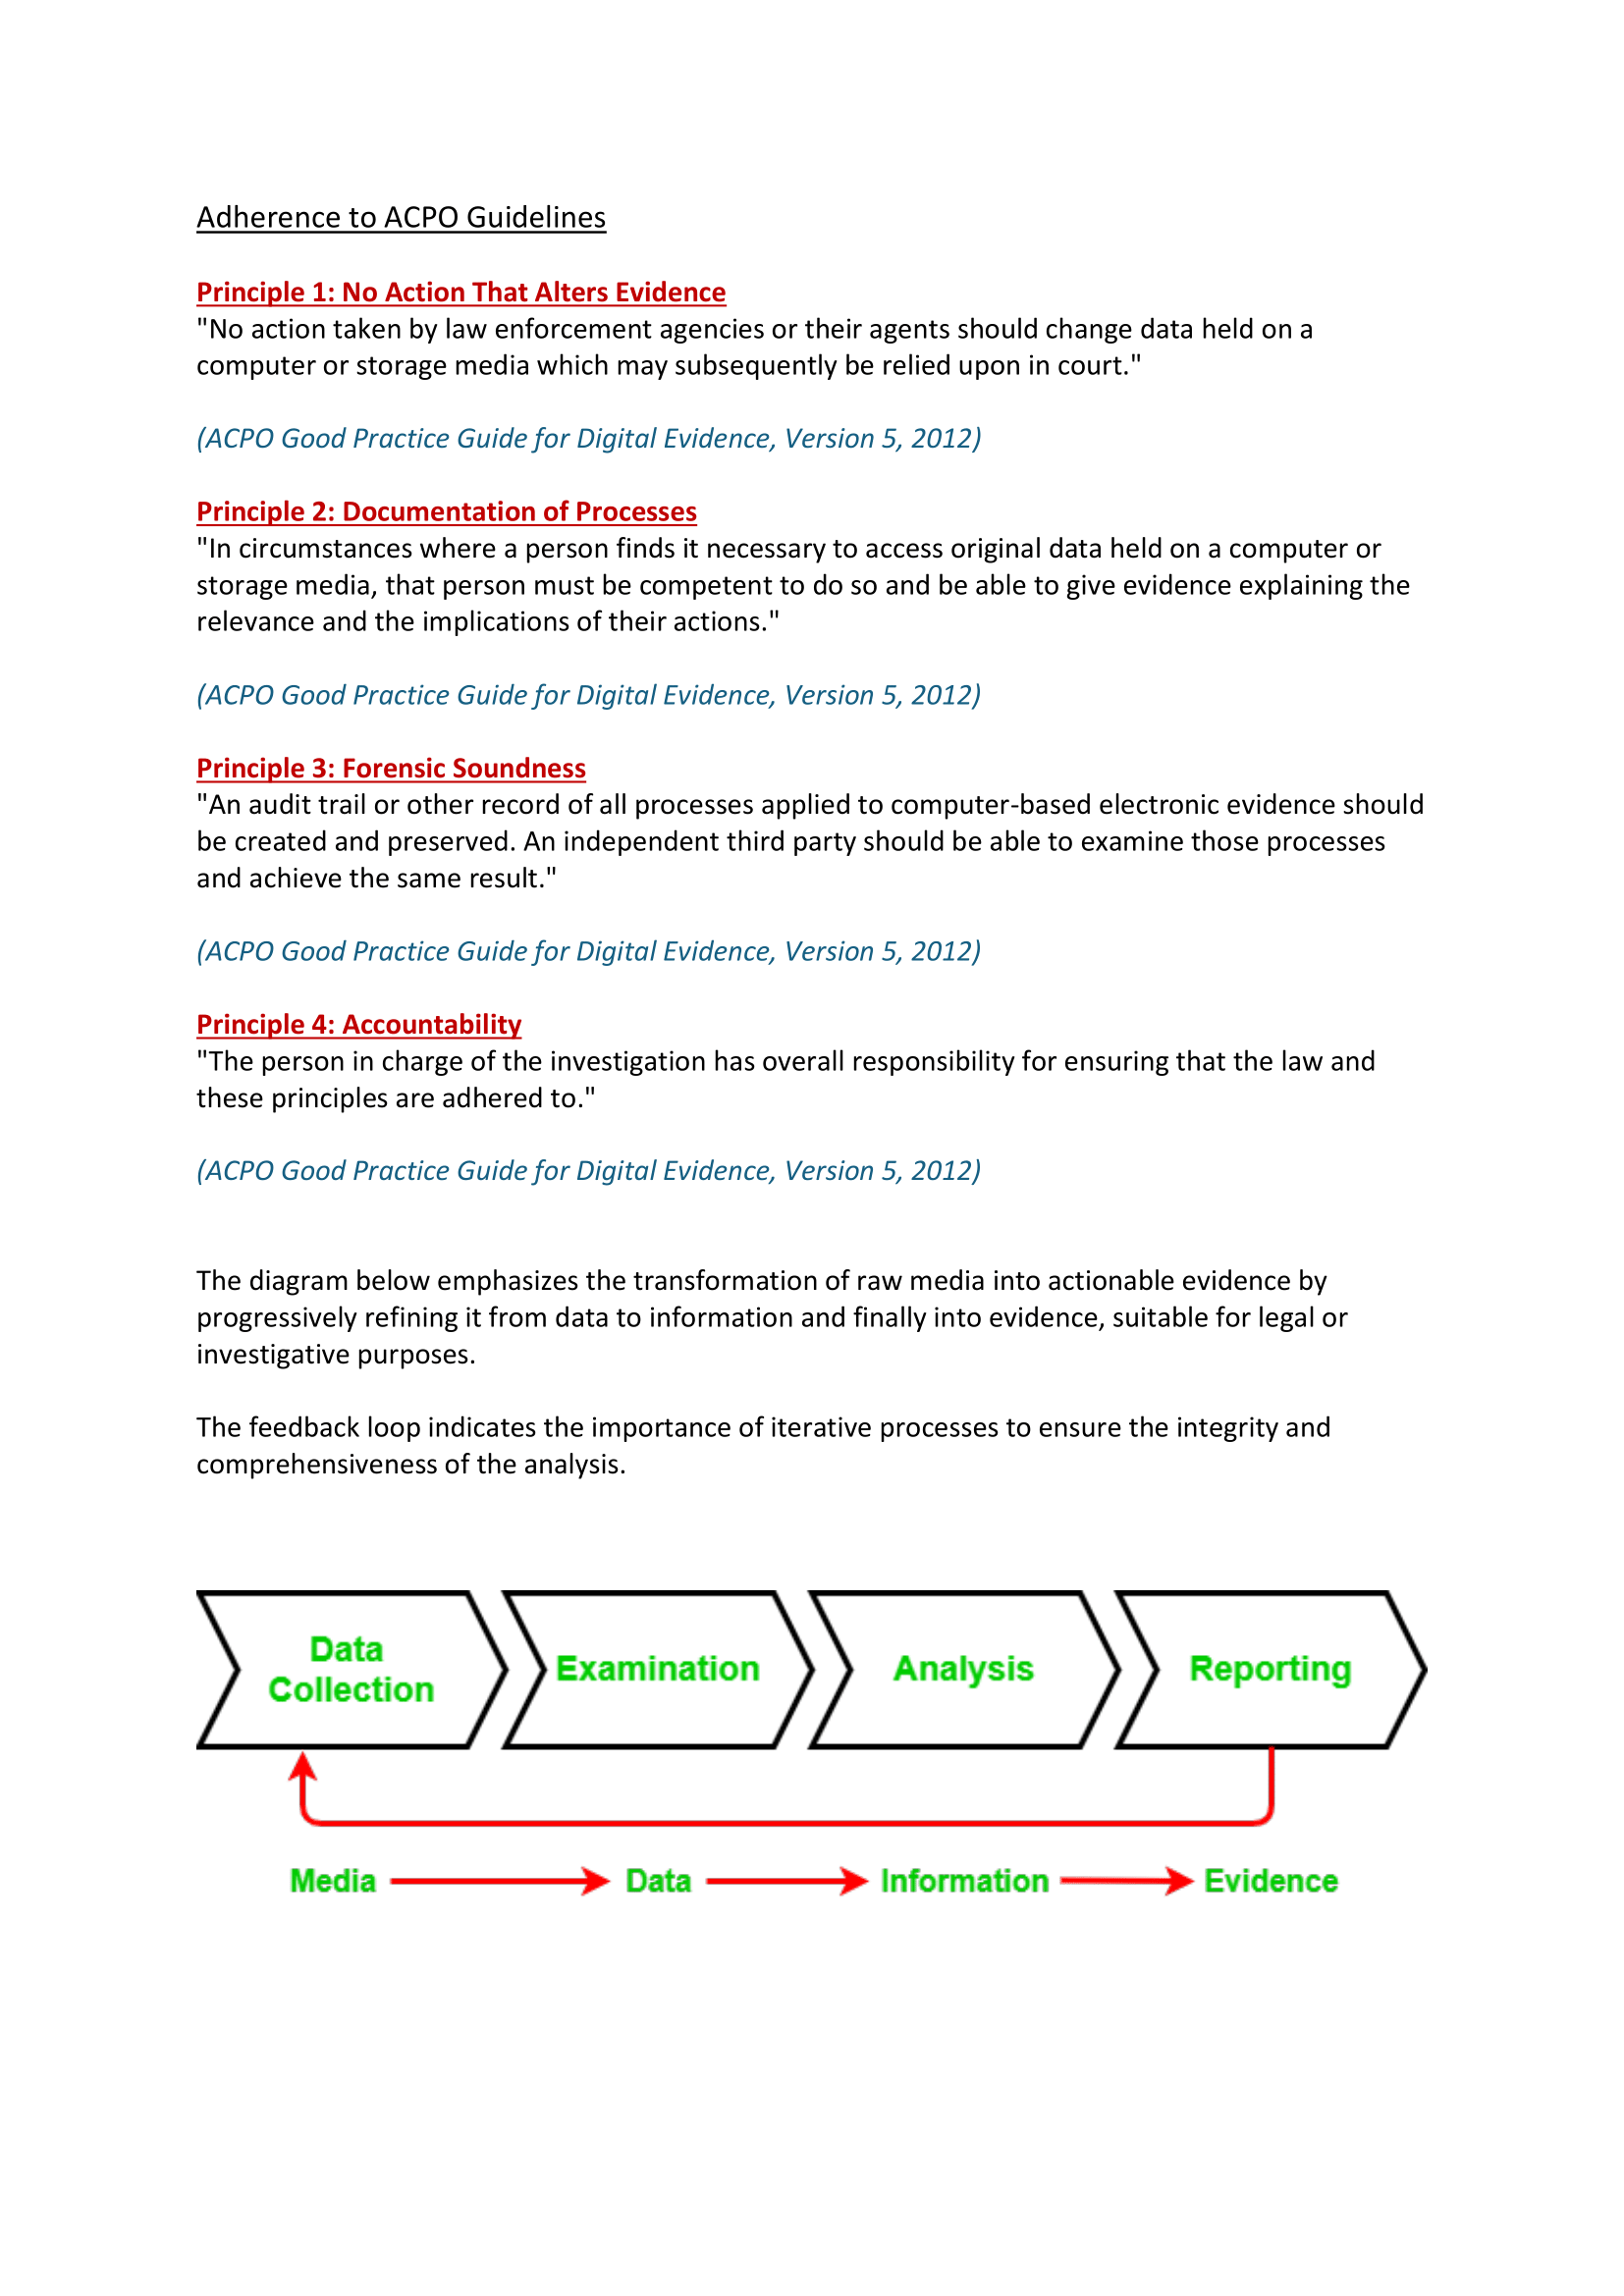 Adherence to ACPO Guidelines
Principle 1: No Action That Alters Evidence
"No action taken by law enforcement agencies or their agents should change data held on a
computer or storage media which may subsequently be relied upon in court."
(ACPO Good Practice Guide for Digital Evidence, Version 5, 2012)
Principle 2: Documentation of Processes
"In circumstances where a person finds it necessary to access original data held on a computer or
storage media, that person must be competent to do so and be able to give evidence explaining the
relevance and the implications of their actions."
(ACPO Good Practice Guide for Digital Evidence, Version 5, 2012)
Principle 3: Forensic Soundness
"An audit trail or other record of all processes applied to computer-based electronic evidence should
be created and preserved. An independent third party should be able to examine those processes
and achieve the same result."
(ACPO Good Practice Guide for Digital Evidence, Version 5, 2012)
Principle 4: Accountability
"The person in charge of the investigation has overall responsibility for ensuring that the law and
these principles are adhered to."
(ACPO Good Practice Guide for Digital Evidence, Version 5, 2012)
The diagram below emphasizes the transformation of raw media into actionable evidence by
progressively refining it from data to information and finally into evidence, suitable for legal or
investigative purposes.
The feedback loop indicates the importance of iterative processes to ensure the integrity and
comprehensiveness of the analysis.
Data
Collection
Examination
Analysis
Reporting
Media
Data
Information
Evidence